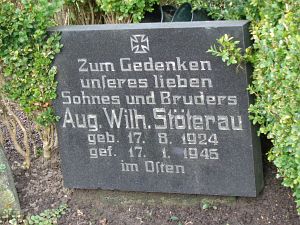 Zum Gedenken
unseres lieben
Sohnes und Bruders
Aug. Wilh. Stöterau
geb. 17. 8. 1924
gef. 17. 1. 1945
im Osten